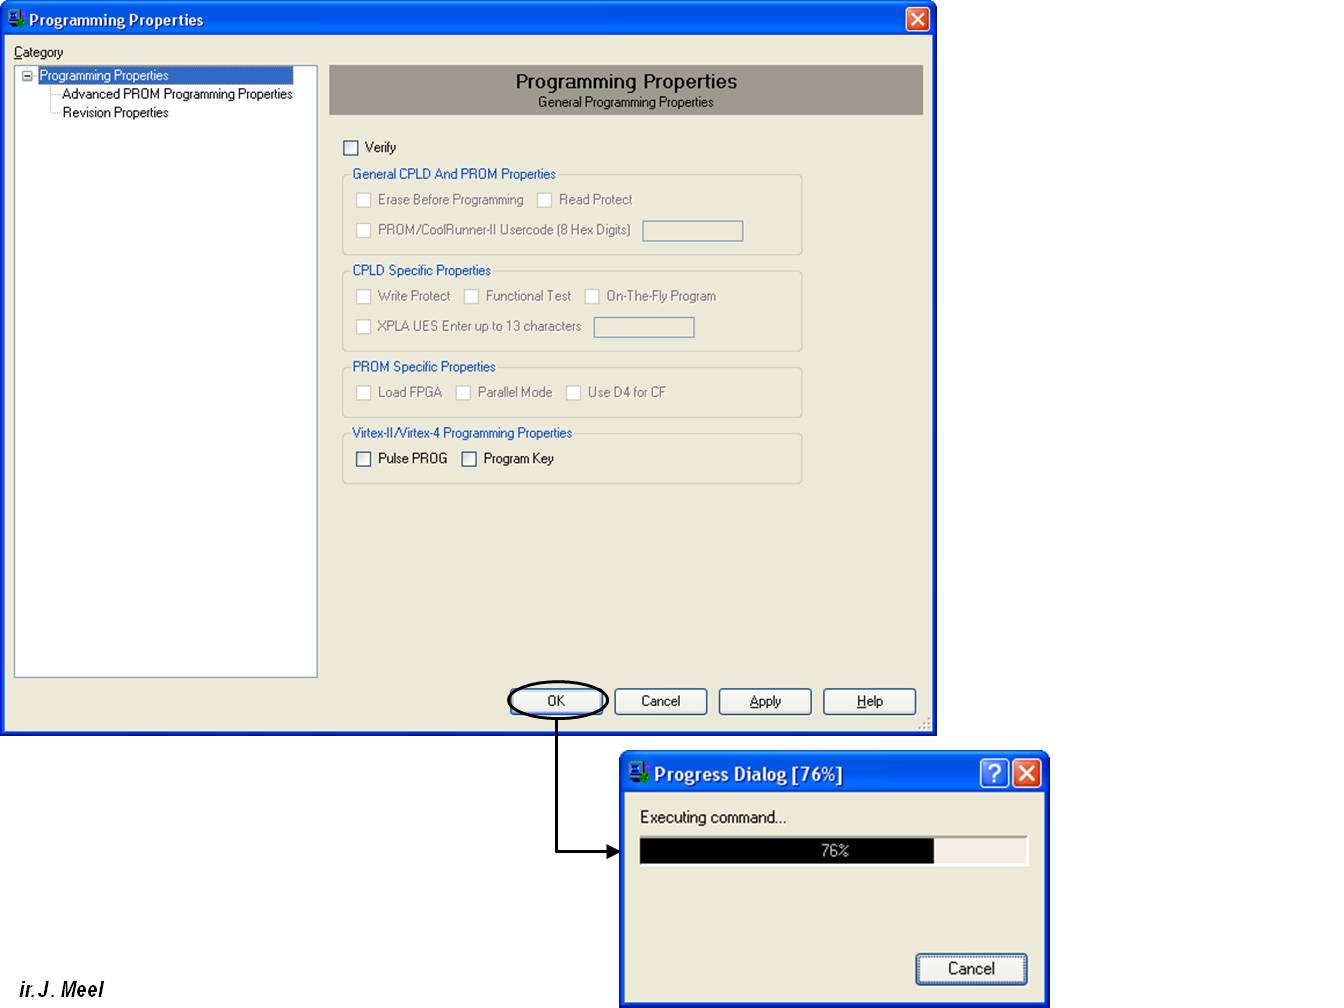 Programming Properties
Category
Programming Properties
Advanced PROM Programming Properties
Revision Properties
Programming Properties
General Programming Properties
Verify
General CPLD And PROM Properties
Erase Before Programming Read Protect
PROM/CoolRunner-II Usercode (8 Hex Digits)
CPLD Specific Properties
Write Protect Functional Test On-The-Fly Program
XPLA UES Enter up to 13 characters
PROM Specific Properties
Load FPGA Parallel Mode Use D4 for CF
Virtex-II/Virtex-4 Programming Properties
Pulse PROG Program Key
OK Cancel Apply Help
Progress Dialog [76%]
Executing command...
76%
Cancel
ir. J. Meel